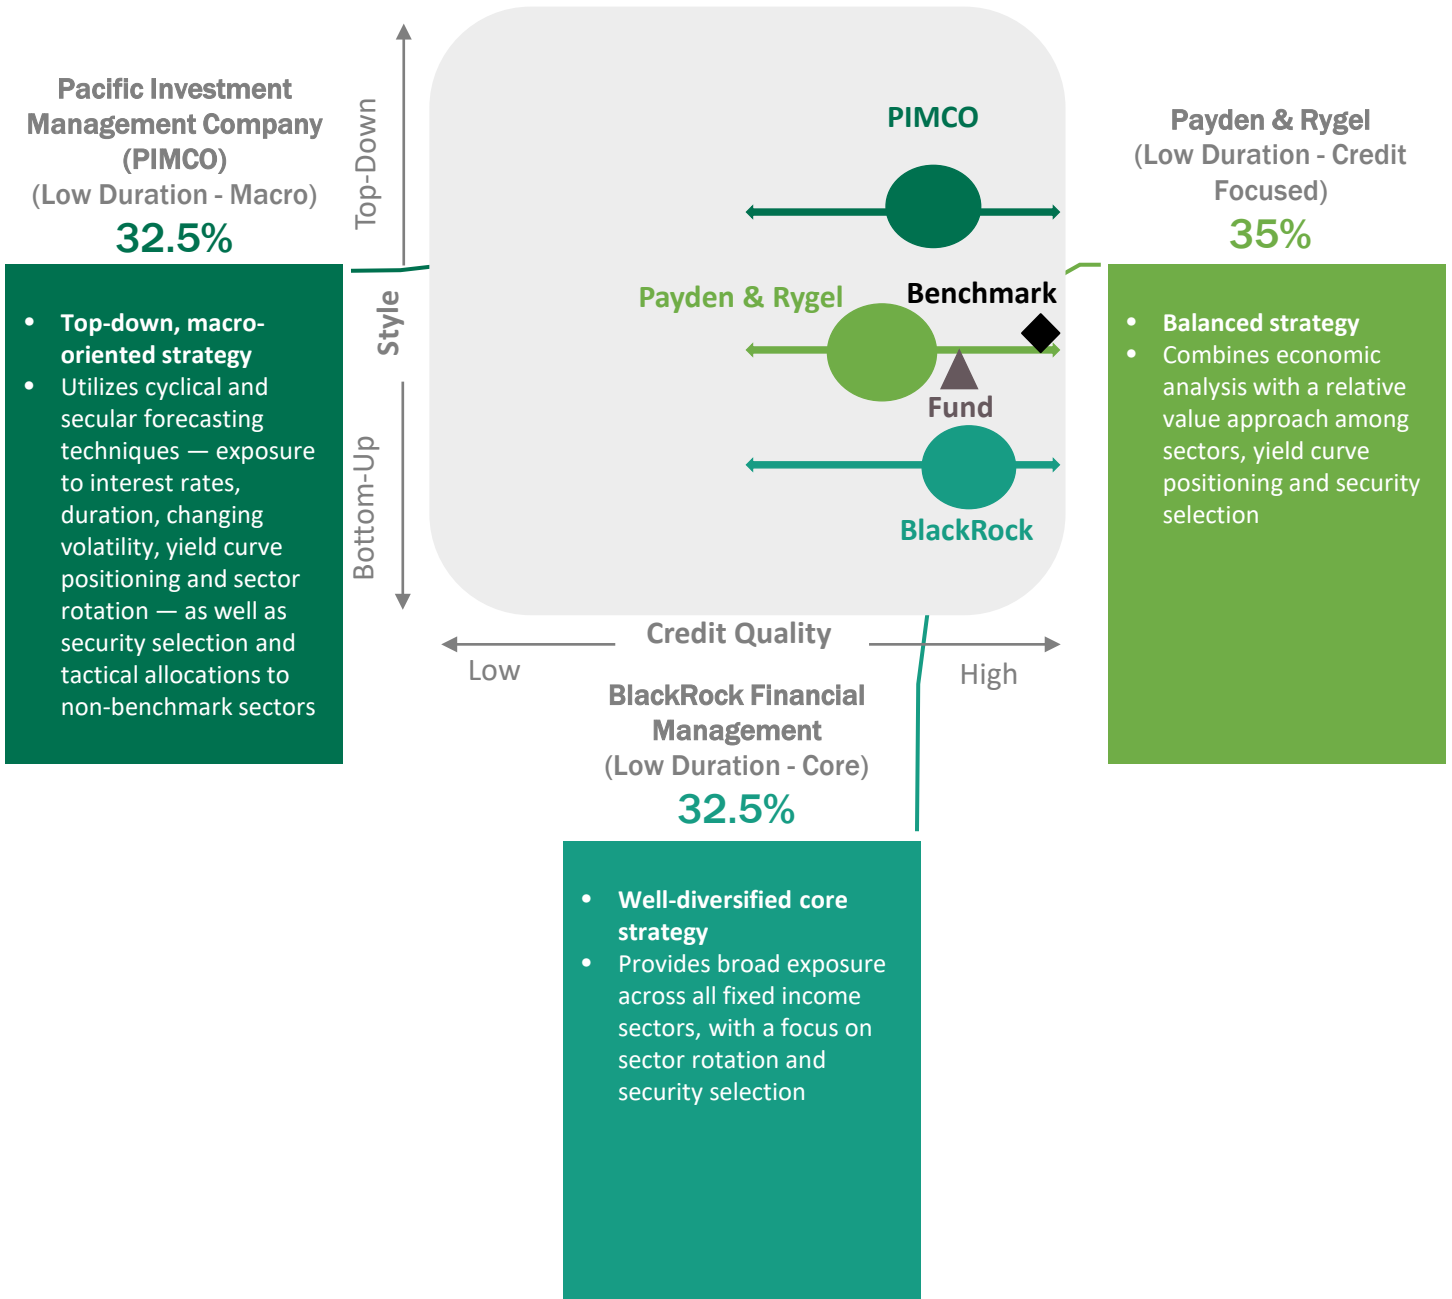 Pacific Investment
Management Company
(PIMCO)
(Low Duration - Macro)
32.5%
• Top-down, macro-
oriented strategy
• Utilizes cyclical and
secular forecasting
techniques — exposure
to interest rates,
duration, changing
volatility, yield curve
positioning and sector
rotation — as well as
security selection and
tactical allocations to
non-benchmark sectors
Top-Down
Style
Bottom-Up
PIMCO
Payden & Rygel
Benchmark
Fund
BlackRock
Credit Quality
Low
High
Payden & Rygel
(Low Duration - Credit
Focused)
35%
• Balanced strategy
• Combines economic
analysis with a relative
value approach among
sectors, yield curve
positioning and security
selection
BlackRock Financial
Management
(Low Duration - Core)
32.5%
• Well-diversified core
strategy
• Provides broad exposure
across all fixed income
sectors, with a focus on
sector rotation and
security selection